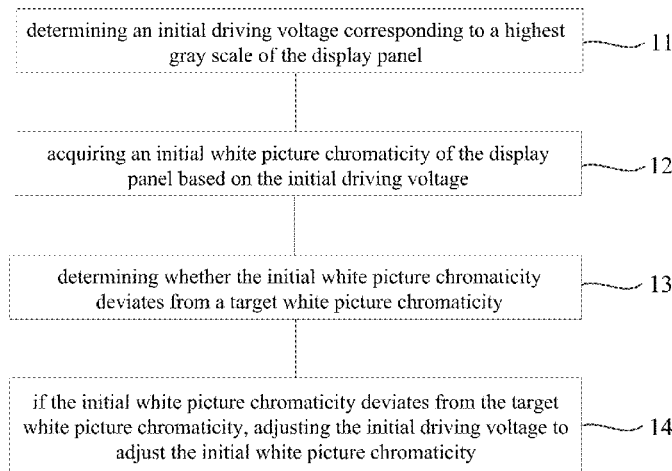 determining an initial driving voltage corresponding to a highest
gray scale of the display panel
11
acquiring an initial white picture chromaticity of the display
panel based on the initial driving voltage
12
determining whether the initial white picture chromaticity
deviates from a target white picture chromaticity
13
if the initial white picture chromaticity deviates from the target
white picture chromaticity, adjusting the initial driving voltage to
adjust the initial white picture chromaticity
14